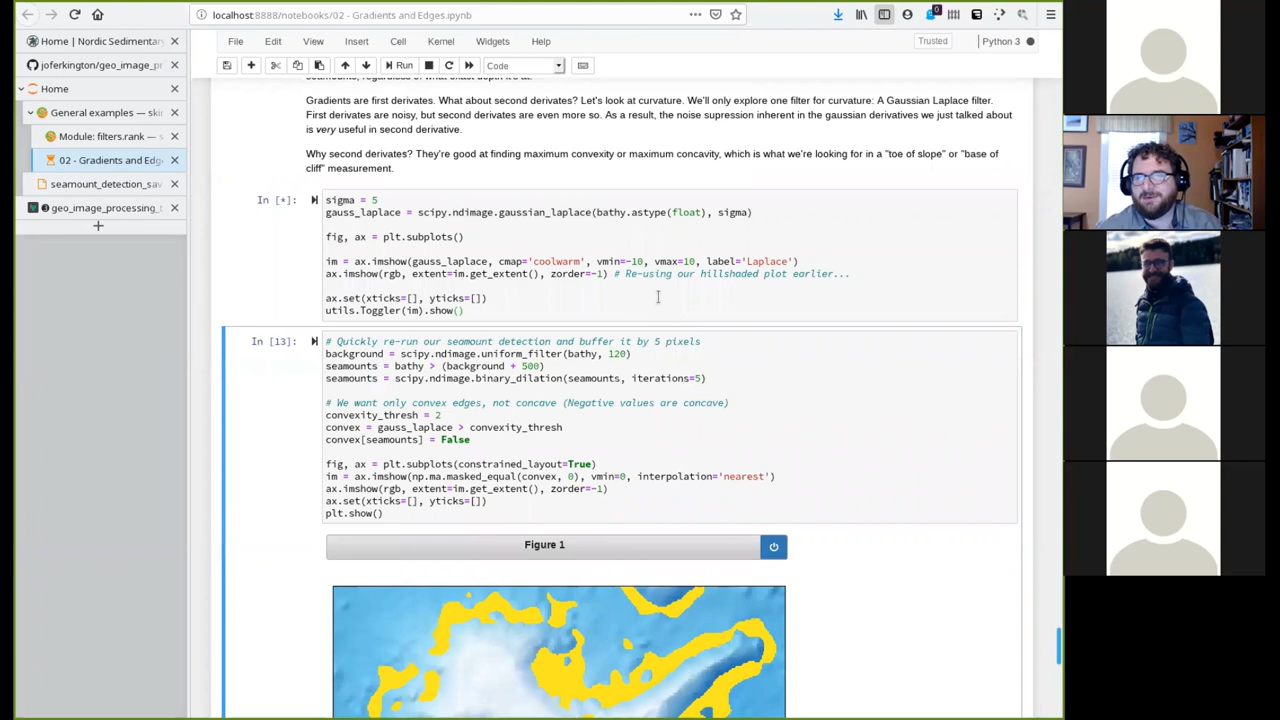 localhost:8888/notebooks/02 - Gradients and Edges.ipynb
Home | Nordic Sedimentar
joferkington/geo_image_pr
Home
General examples — skin
Module: filters.rank — s
02 - Gradients and Edg
seamount_detection_sav
geo_image_processing_t
File Edit View Insert Cell Kernel Widgets Help
Trusted
Python 3
Run
Code
seamounts, regardless of what exact depth it's at.
Gradients are first derivates. What about second derivates? Let's look at curvature. We'll only explore one filter for curvature: A Gaussian Laplace filter.
First derivates are noisy, but second derivates are even more so. As a result, the noise supression inherent in the gaussian derivatives we just talked about
is very useful in second derivative.
Why second derivates? They're good at finding maximum convexity or maximum concavity, which is what we're looking for in a "toe of slope" or "base of
cliff" measurement.
In [*]:
sigma = 5
gauss_laplace = scipy.ndimage.gaussian_laplace(bathy.astype(float), sigma)
fig, ax = plt.subplots()
im = ax.imshow(gauss_laplace, cmap='coolwarm', vmin=-10, vmax=10, label='Laplace')
ax.imshow(rgb, extent=im.get_extent(), zorder=-1) # Re-using our hillshaded plot earlier...
ax.set(xticks=[], yticks=[])
utils.Toggler(im).show()
In [13]:
# Quickly re-run our seamount detection and buffer it by 5 pixels
background = scipy.ndimage.uniform_filter(bathy, 120)
seamounts = bathy > (background + 500)
seamounts = scipy.ndimage.binary_dilation(seamounts, iterations=5)
# We want only convex edges, not concave (Negative values are concave)
convexity_thresh = 2
convex = gauss_laplace > convexity_thresh
convex[seamounts] = False
fig, ax = plt.subplots(constrained_layout=True)
im = ax.imshow(np.ma.masked_equal(convex, 0), vmin=0, interpolation='nearest')
ax.imshow(rgb, extent=im.get_extent(), zorder=-1)
ax.set(xticks=[], yticks=[])
plt.show()
Figure 1